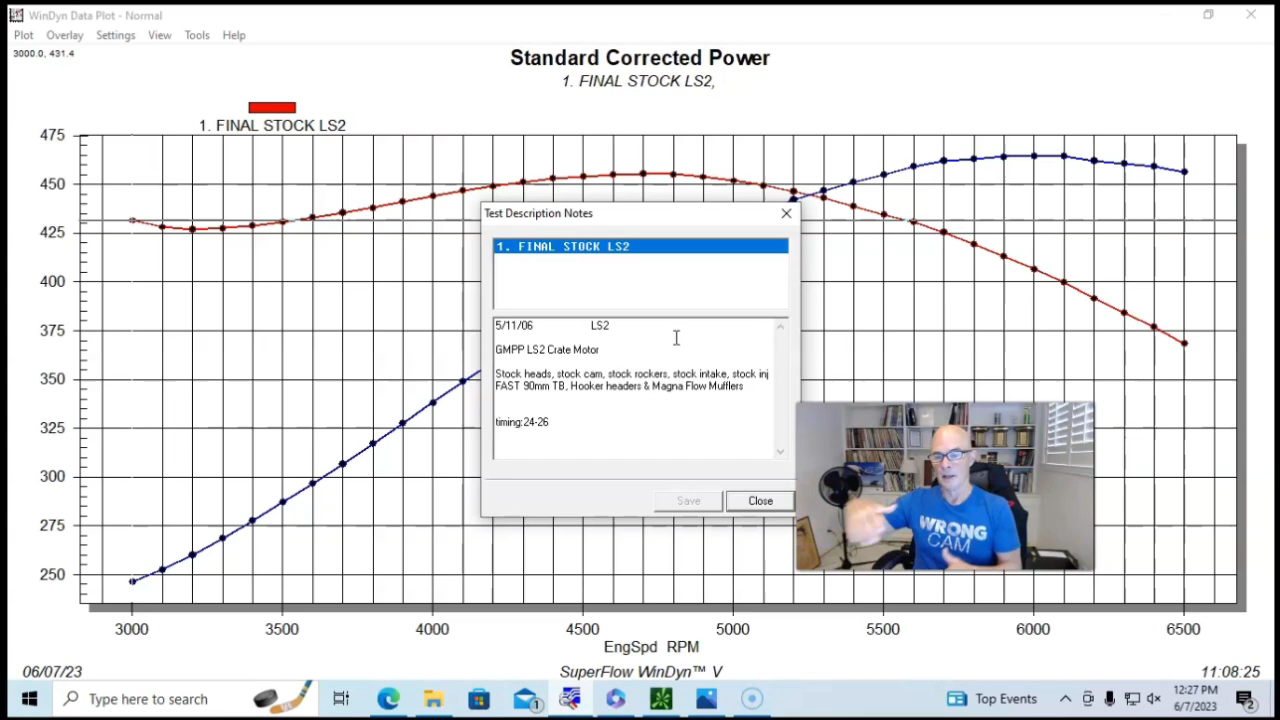 WinDyn Data Plot - Normal
Plot Overlay Settings View Tools Help
3000.0, 431.4
Standard Corrected Power
1. FINAL STOCK LS2,
1. FINAL STOCK LS2
475
450
425
400
375
350
325
300
275
250
Test Description Notes
1. FINAL STOCK LS2
5/11/06 LS2
GMPP LS2 Crate Motor
Stock heads, stock cam, stock rockers, stock intake, stock inj
FAST 90mm TB, Hooker headers & Magna Flow Mufflers
timing:24-26
Save Close
WRONG
CAM
3000 3500 4000 4500 5000 5500 6000 6500
EngSpd RPM
06/07/23 SuperFlow WinDyn™ V 11:08:25
Type here to search
1
Top Events
12:27 PM
6/7/2023
2